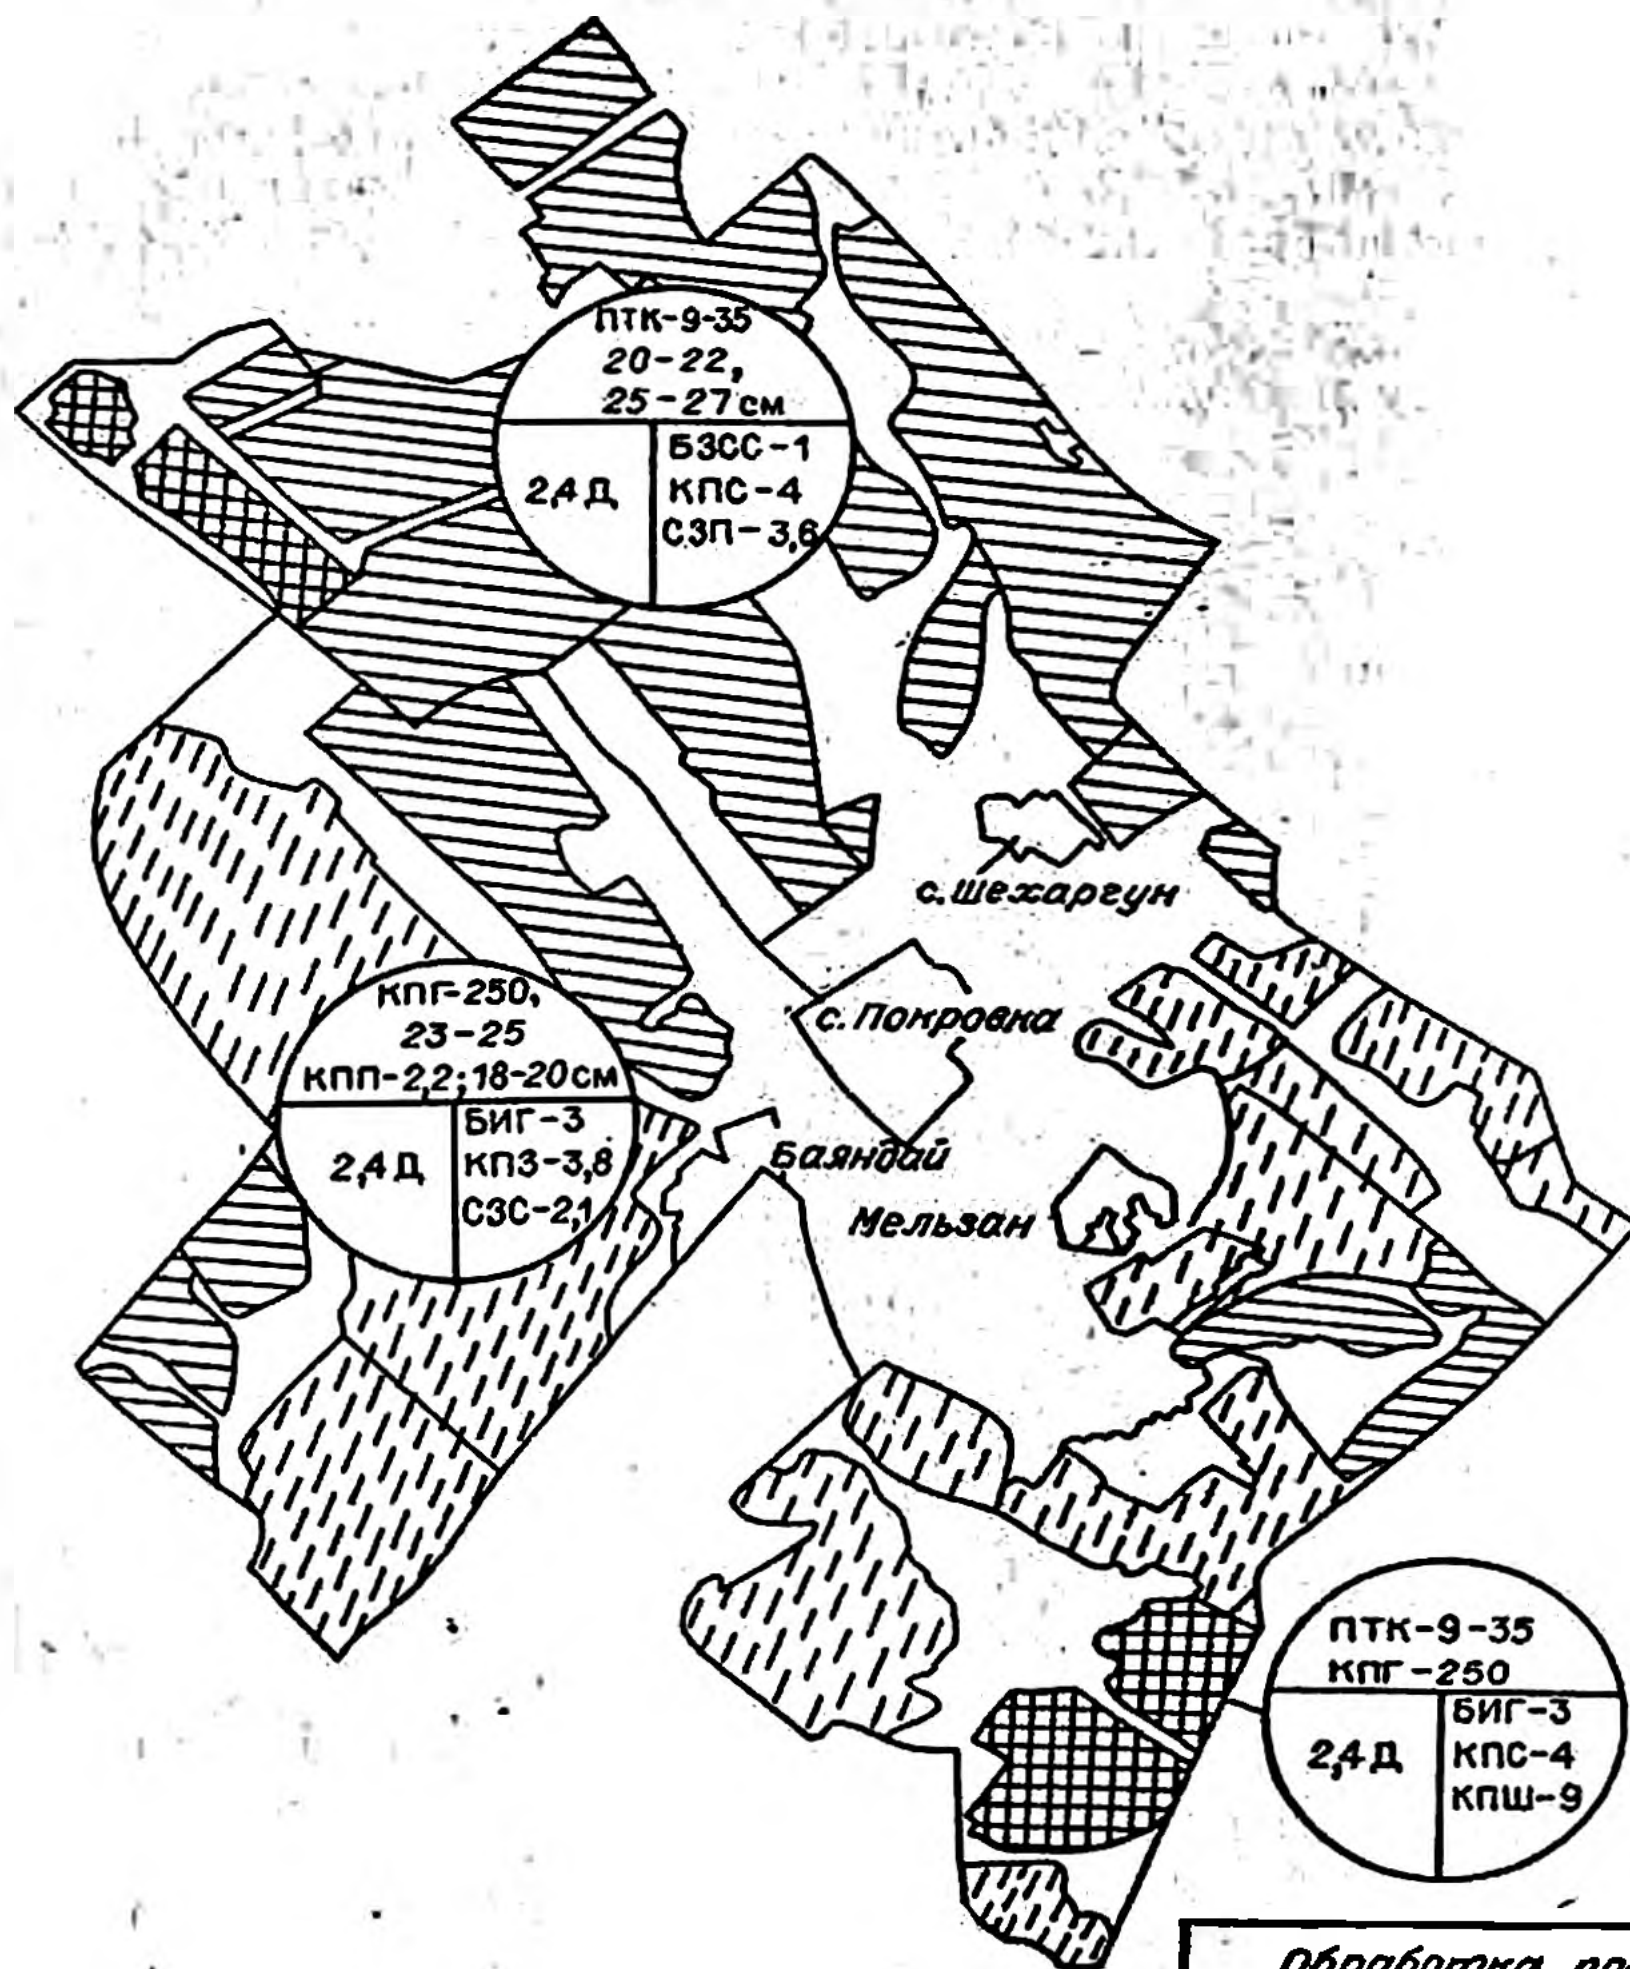 ПТК-9-35
20-22,
25-27 см
2,4 Д
БЗСС-1
КПС-4
СЗП-3,6
с. Шехаргун
с. Покровка
КПГ-250,
23-25
КПП-2,2; 18-20 см
2,4 Д
БИГ-3
КПЗ-3,8
СЗС-2,1
Баяндай
Мельзан
ПТК-9-35
КПГ-250
2,4 Д
БИГ-3
КПС-4
КПШ-9
Обработка